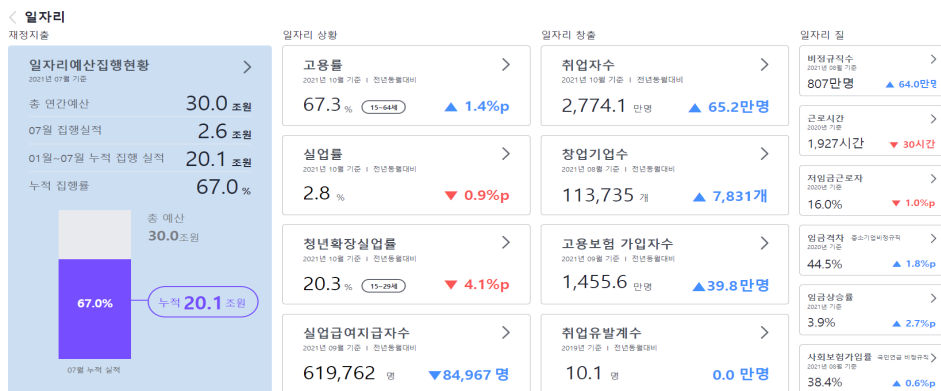 일자리
재정지출
일자리예산집행현황
2021년 07월 기준
총 연간예산 30.0 조원
07월 집행실적 2.6 조원
01월~07월 누적 집행 실적 20.1 조원
누적 집행률 67.0 %
총 예산
30.0조원
67.0%
누적 20.1 조원
07월 누적 실적
일자리 상황
고용률
2021년 10월 기준 I 전년동월대비
67.3 % 15~64세 ▲ 1.4%p
실업률
2021년 10월 기준 I 전년동월대비
2.8 % ▼ 0.9%p
청년확장실업률
2021년 10월 기준 I 전년동월대비
20.3 % 15~29세 ▼ 4.1%p
실업급여지급자수
2021년 09월 기준 I 전년동월대비
619,762 명 ▼84,967 명
일자리 창출
취업자수
2021년 10월 기준 I 전년동월대비
2,774.1 만명 ▲ 65.2만명
창업기업수
2021년 08월 기준 I 전년동월대비
113,735 개 ▲ 7,831개
고용보험 가입자수
2021년 09월 기준 I 전년동월대비
1,455.6 만명 ▲39.8만명
취업유발계수
2019년 기준 I 전년동월대비
10.1 명 0.0 만명
일자리 질
비정규직수
2021년 08월 기준
807만명 ▲ 64.0만명
근로시간
2020년 기준
1,927시간 ▼ 30시간
저임금근로자
2020년 기준
16.0% ▼ 1.0%p
임금격차 중소기업비정규직
2020년 기준
44.5% ▲ 1.8%p
임금상승률
2021년 기준
3.9% ▲ 2.7%p
사회보험가입률 국민연금 비정규직
2021년 08월 기준
38.4% ▲ 0.6%p